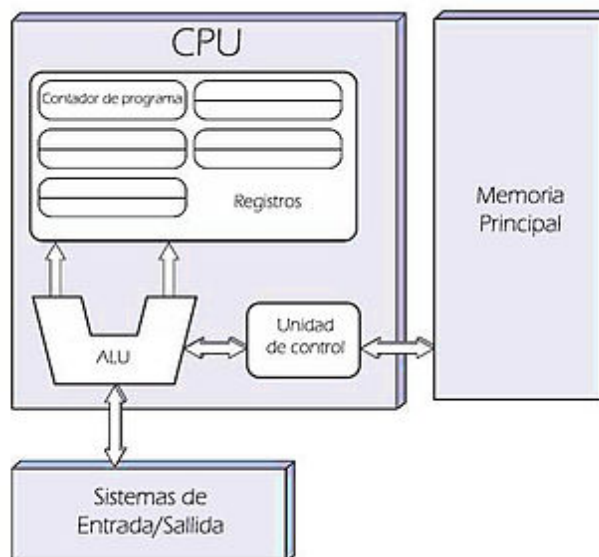 CPU
Contador de programa
Registros
ALU
Unidad
de control
Memoria
Principal
Sistemas de
Entrada/Sallida